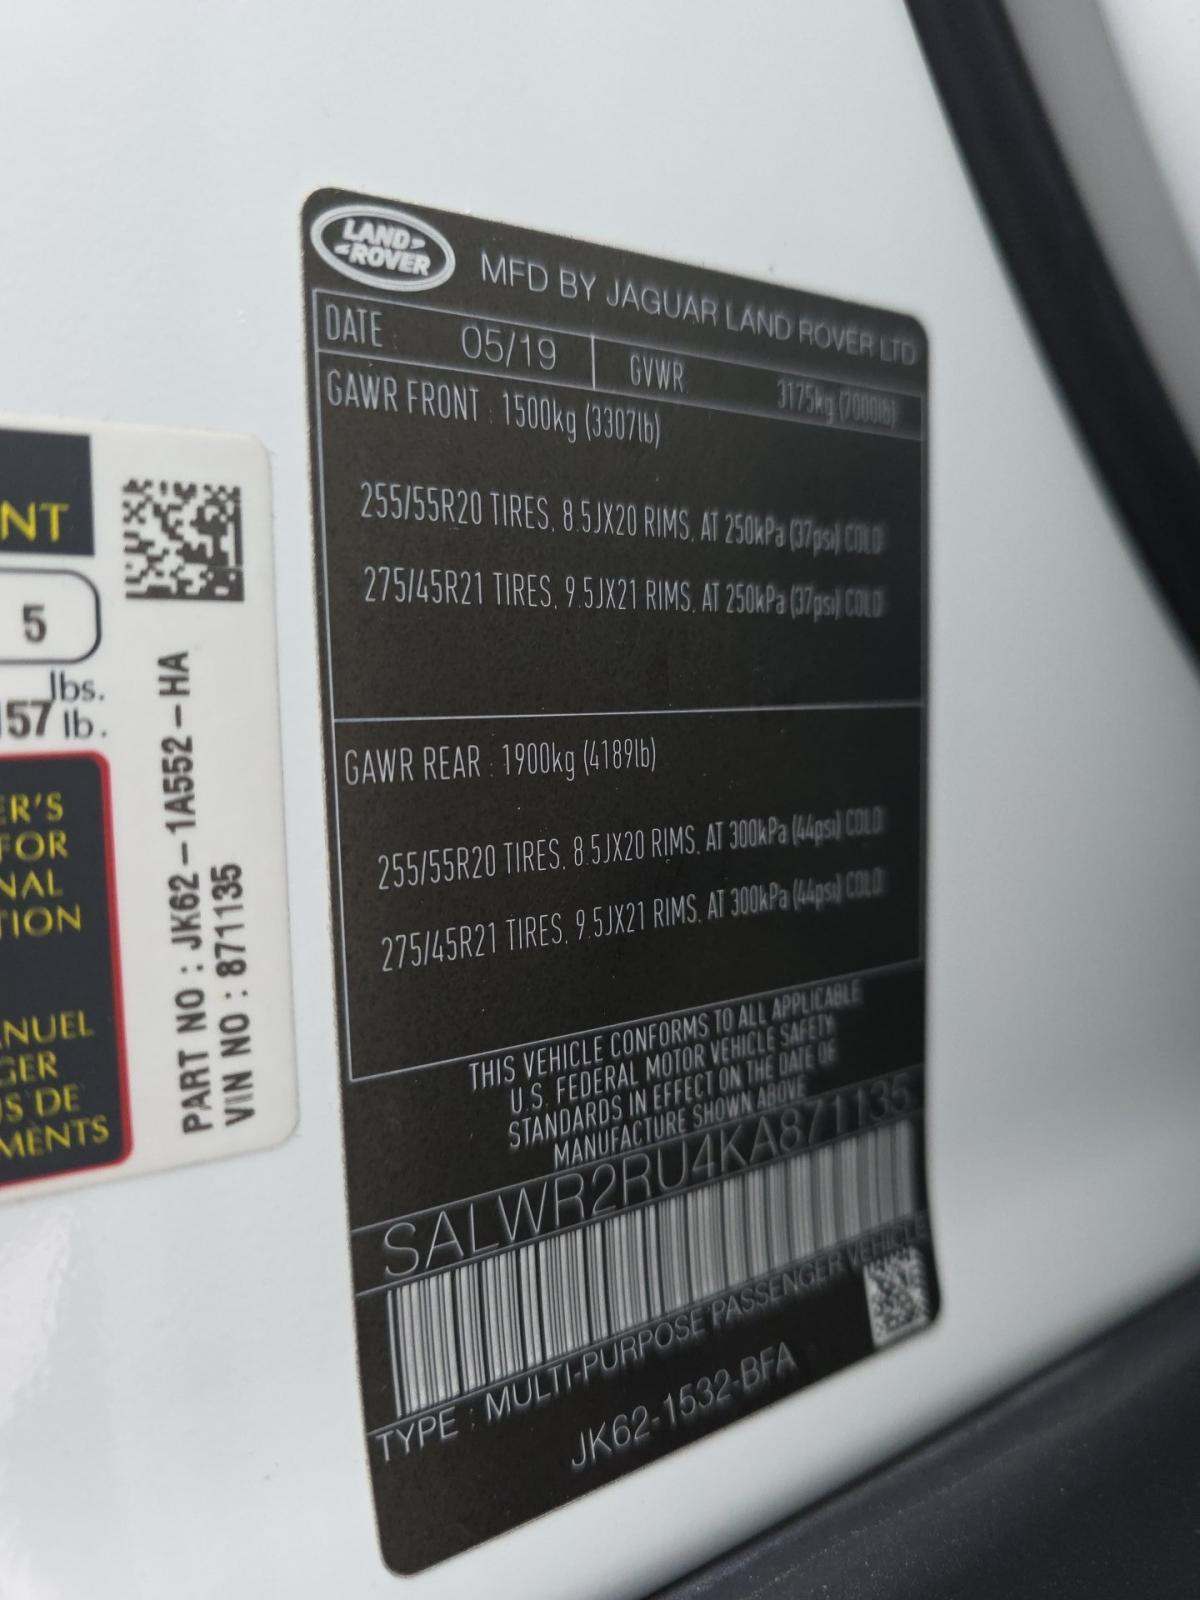 NT
5
lbs.
157 lb.
ER'S
FOR
NAL
TION
ANUEL
GER
US DE
EMENTS
PART NO : JK62-1A552-HA
VIN NO : 871135
LAND
ROVER
MFD BY JAGUAR LAND ROVER LTD
DATE 05/19 GVWR 3175kg (7000lb)
GAWR FRONT : 1500kg (3307lb)
255/55R20 TIRES, 8.5JX20 RIMS, AT 250kPa (37psi) COLD
275/45R21 TIRES, 9.5JX21 RIMS, AT 250kPa (37psi) COLD
GAWR REAR : 1900kg (4189lb)
255/55R20 TIRES, 8.5JX20 RIMS, AT 300kPa (44psi) COLD
275/45R21 TIRES, 9.5JX21 RIMS, AT 300kPa (44psi) COLD
THIS VEHICLE CONFORMS TO ALL APPLICABLE
U.S. FEDERAL MOTOR VEHICLE SAFETY
STANDARDS IN EFFECT ON THE DATE OF
MANUFACTURE SHOWN ABOVE
SALWR2RU4KA871135
TYPE : MULTI-PURPOSE PASSENGER VEHICLE
JK62-1532-BFA